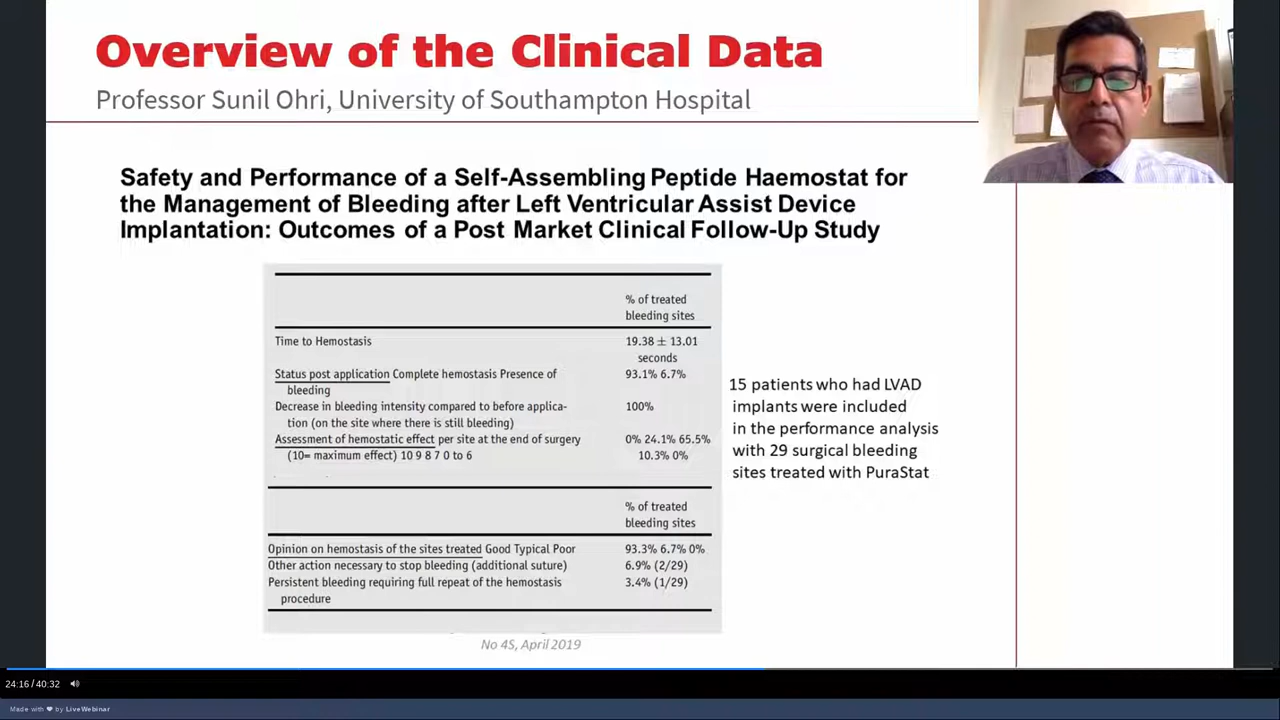 Overview of the Clinical Data
Professor Sunil Ohri, University of Southampton Hospital
Safety and Performance of a Self-Assembling Peptide Haemostat for
the Management of Bleeding after Left Ventricular Assist Device
Implantation: Outcomes of a Post Market Clinical Follow-Up Study
% of treated
bleeding sites
Time to Hemostasis 19.38 ± 13.01
seconds
Status post application Complete hemostasis Presence of 93.1% 6.7%
bleeding
Decrease in bleeding intensity compared to before applica- 100%
tion (on the site where there is still bleeding)
Assessment of hemostatic effect per site at the end of surgery 0% 24.1% 65.5%
(10= maximum effect) 10 9 8 7 0 to 6 10.3% 0%
% of treated
bleeding sites
Opinion on hemostasis of the sites treated Good Typical Poor 93.3% 6.7% 0%
Other action necessary to stop bleeding (additional suture) 6.9% (2/29)
Persistent bleeding requiring full repeat of the hemostasis 3.4% (1/29)
procedure
15 patients who had LVAD
implants were included
in the performance analysis
with 29 surgical bleeding
sites treated with PuraStat
No 4S, April 2019
24:16 / 40:32
Made with ❤ by LiveWebinar